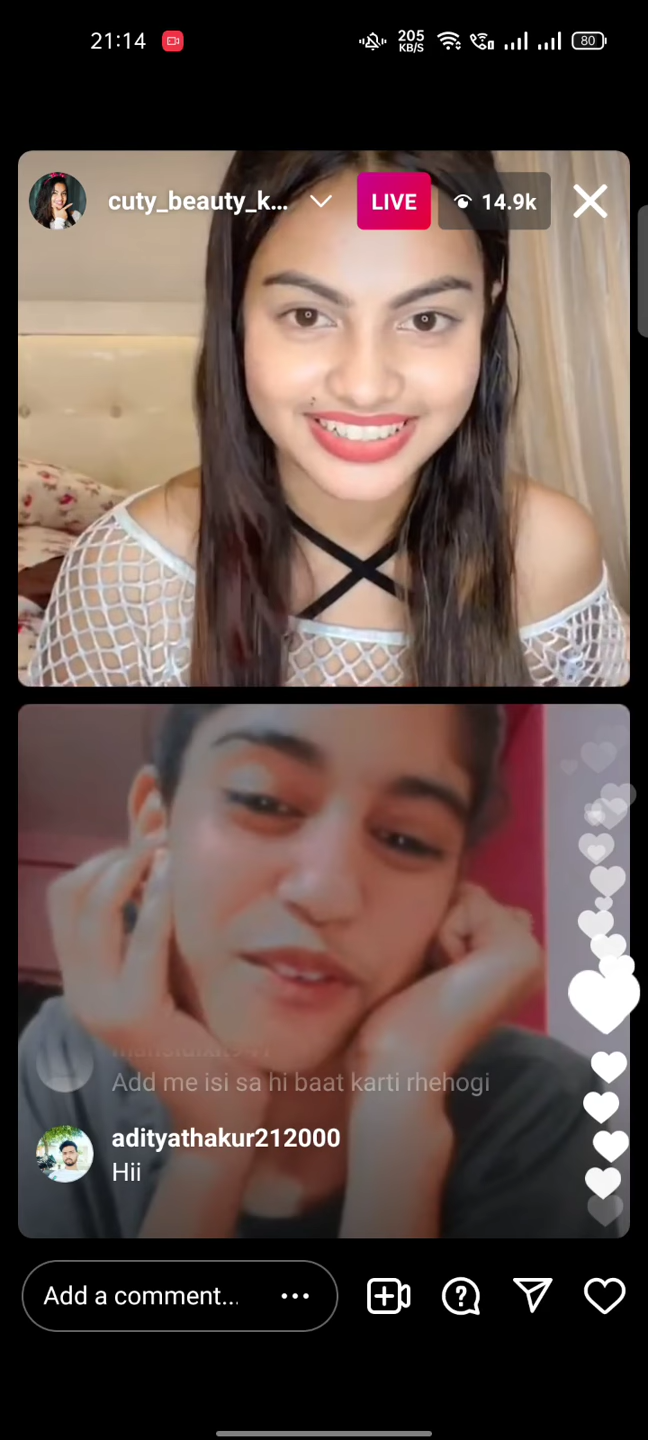 21:14
205
KB/S
80
cuty_beauty_k...
LIVE
14.9k
Add me isi sa hi baat karti rhehogi
adityathakur212000
Hii
Add a comment...